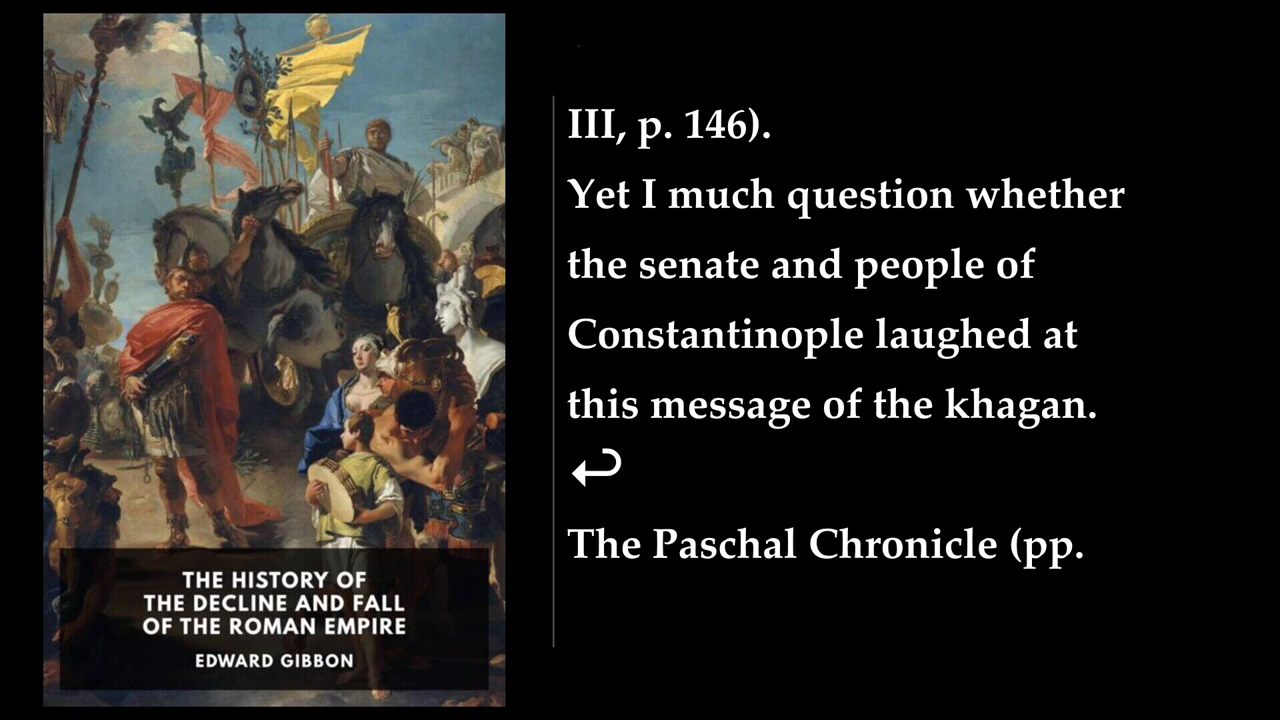 III, p. 146).
Yet I much question whether
the senate and people of
Constantinople laughed at
this message of the khagan.
↩
The Paschal Chronicle (pp.
THE HISTORY OF
THE DECLINE AND FALL
OF THE ROMAN EMPIRE
EDWARD GIBBON